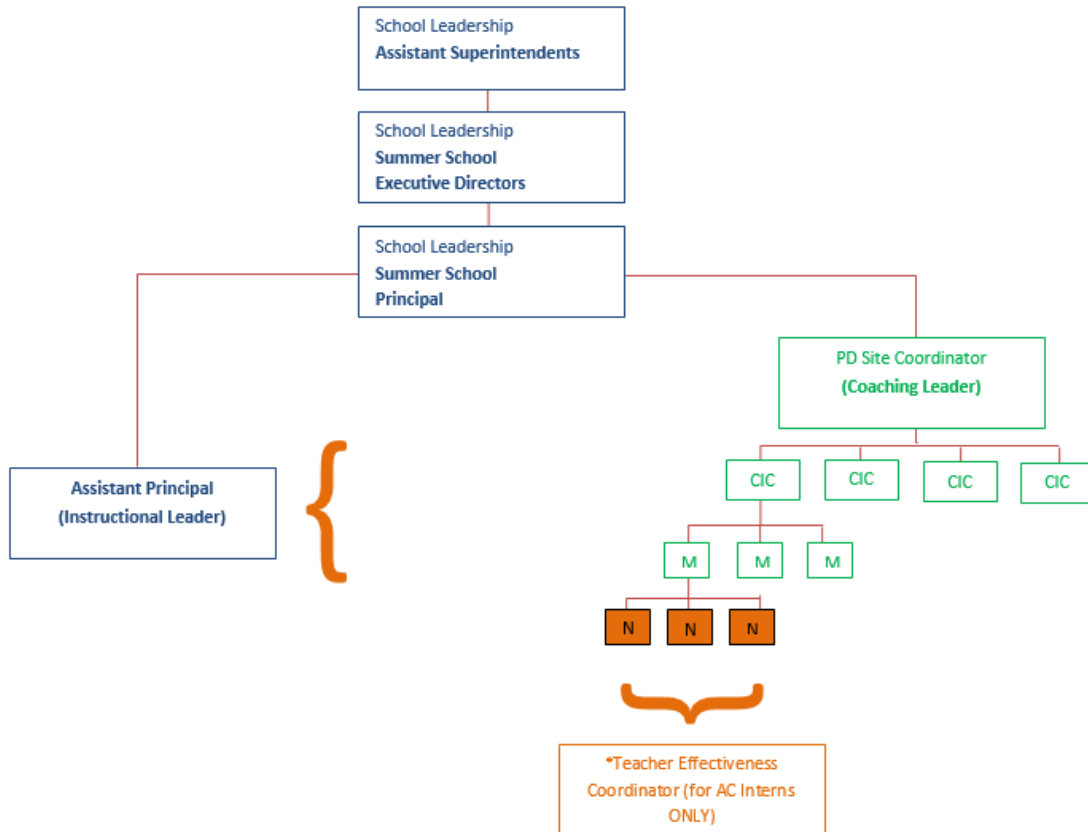 School Leadership
Assistant Superintendents
School Leadership
Summer School
Executive Directors
School Leadership
Summer School
Principal
PD Site Coordinator
(Coaching Leader)
Assistant Principal
(Instructional Leader)
CIC
CIC
CIC
CIC
M
M
M
N
N
N
*Teacher Effectiveness
Coordinator (for AC Interns
ONLY)